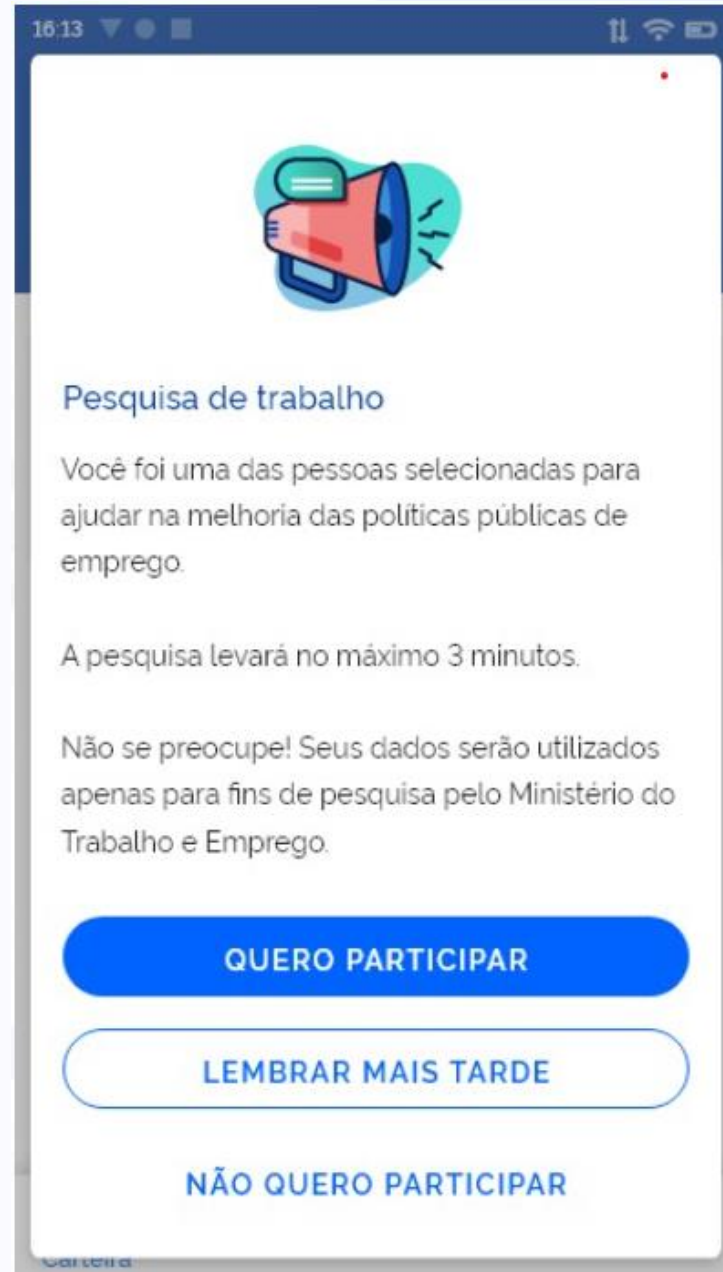 16:13
Pesquisa de trabalho
Você foi uma das pessoas selecionadas para
ajudar na melhoria das políticas públicas de
emprego.
A pesquisa levará no máximo 3 minutos.
Não se preocupe! Seus dados serão utilizados
apenas para fins de pesquisa pelo Ministério do
Trabalho e Emprego.
QUERO PARTICIPAR
LEMBRAR MAIS TARDE
NÃO QUERO PARTICIPAR
Carteira